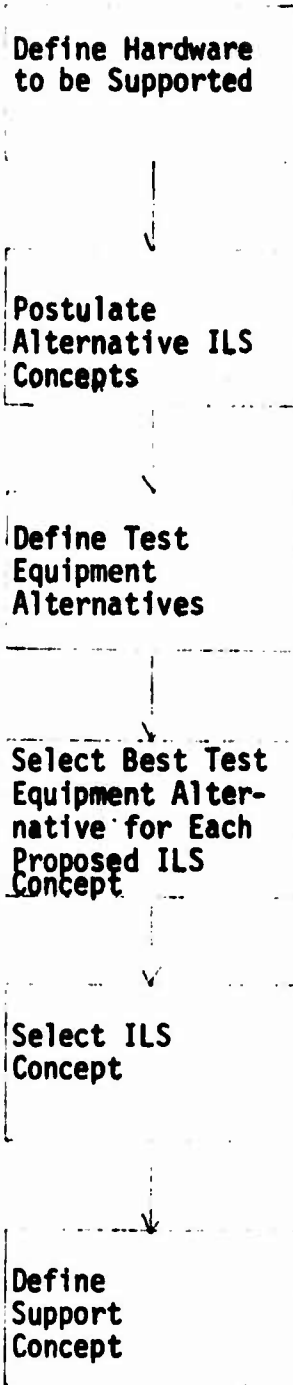 Define Hardware
to be Supported
Postulate
Alternative ILS
Concepts
Define Test
Equipment
Alternatives
Select Best Test
Equipment Alter-
native for Each
Proposed ILS
Concept
Select ILS
Concept
Define
Support
Concept